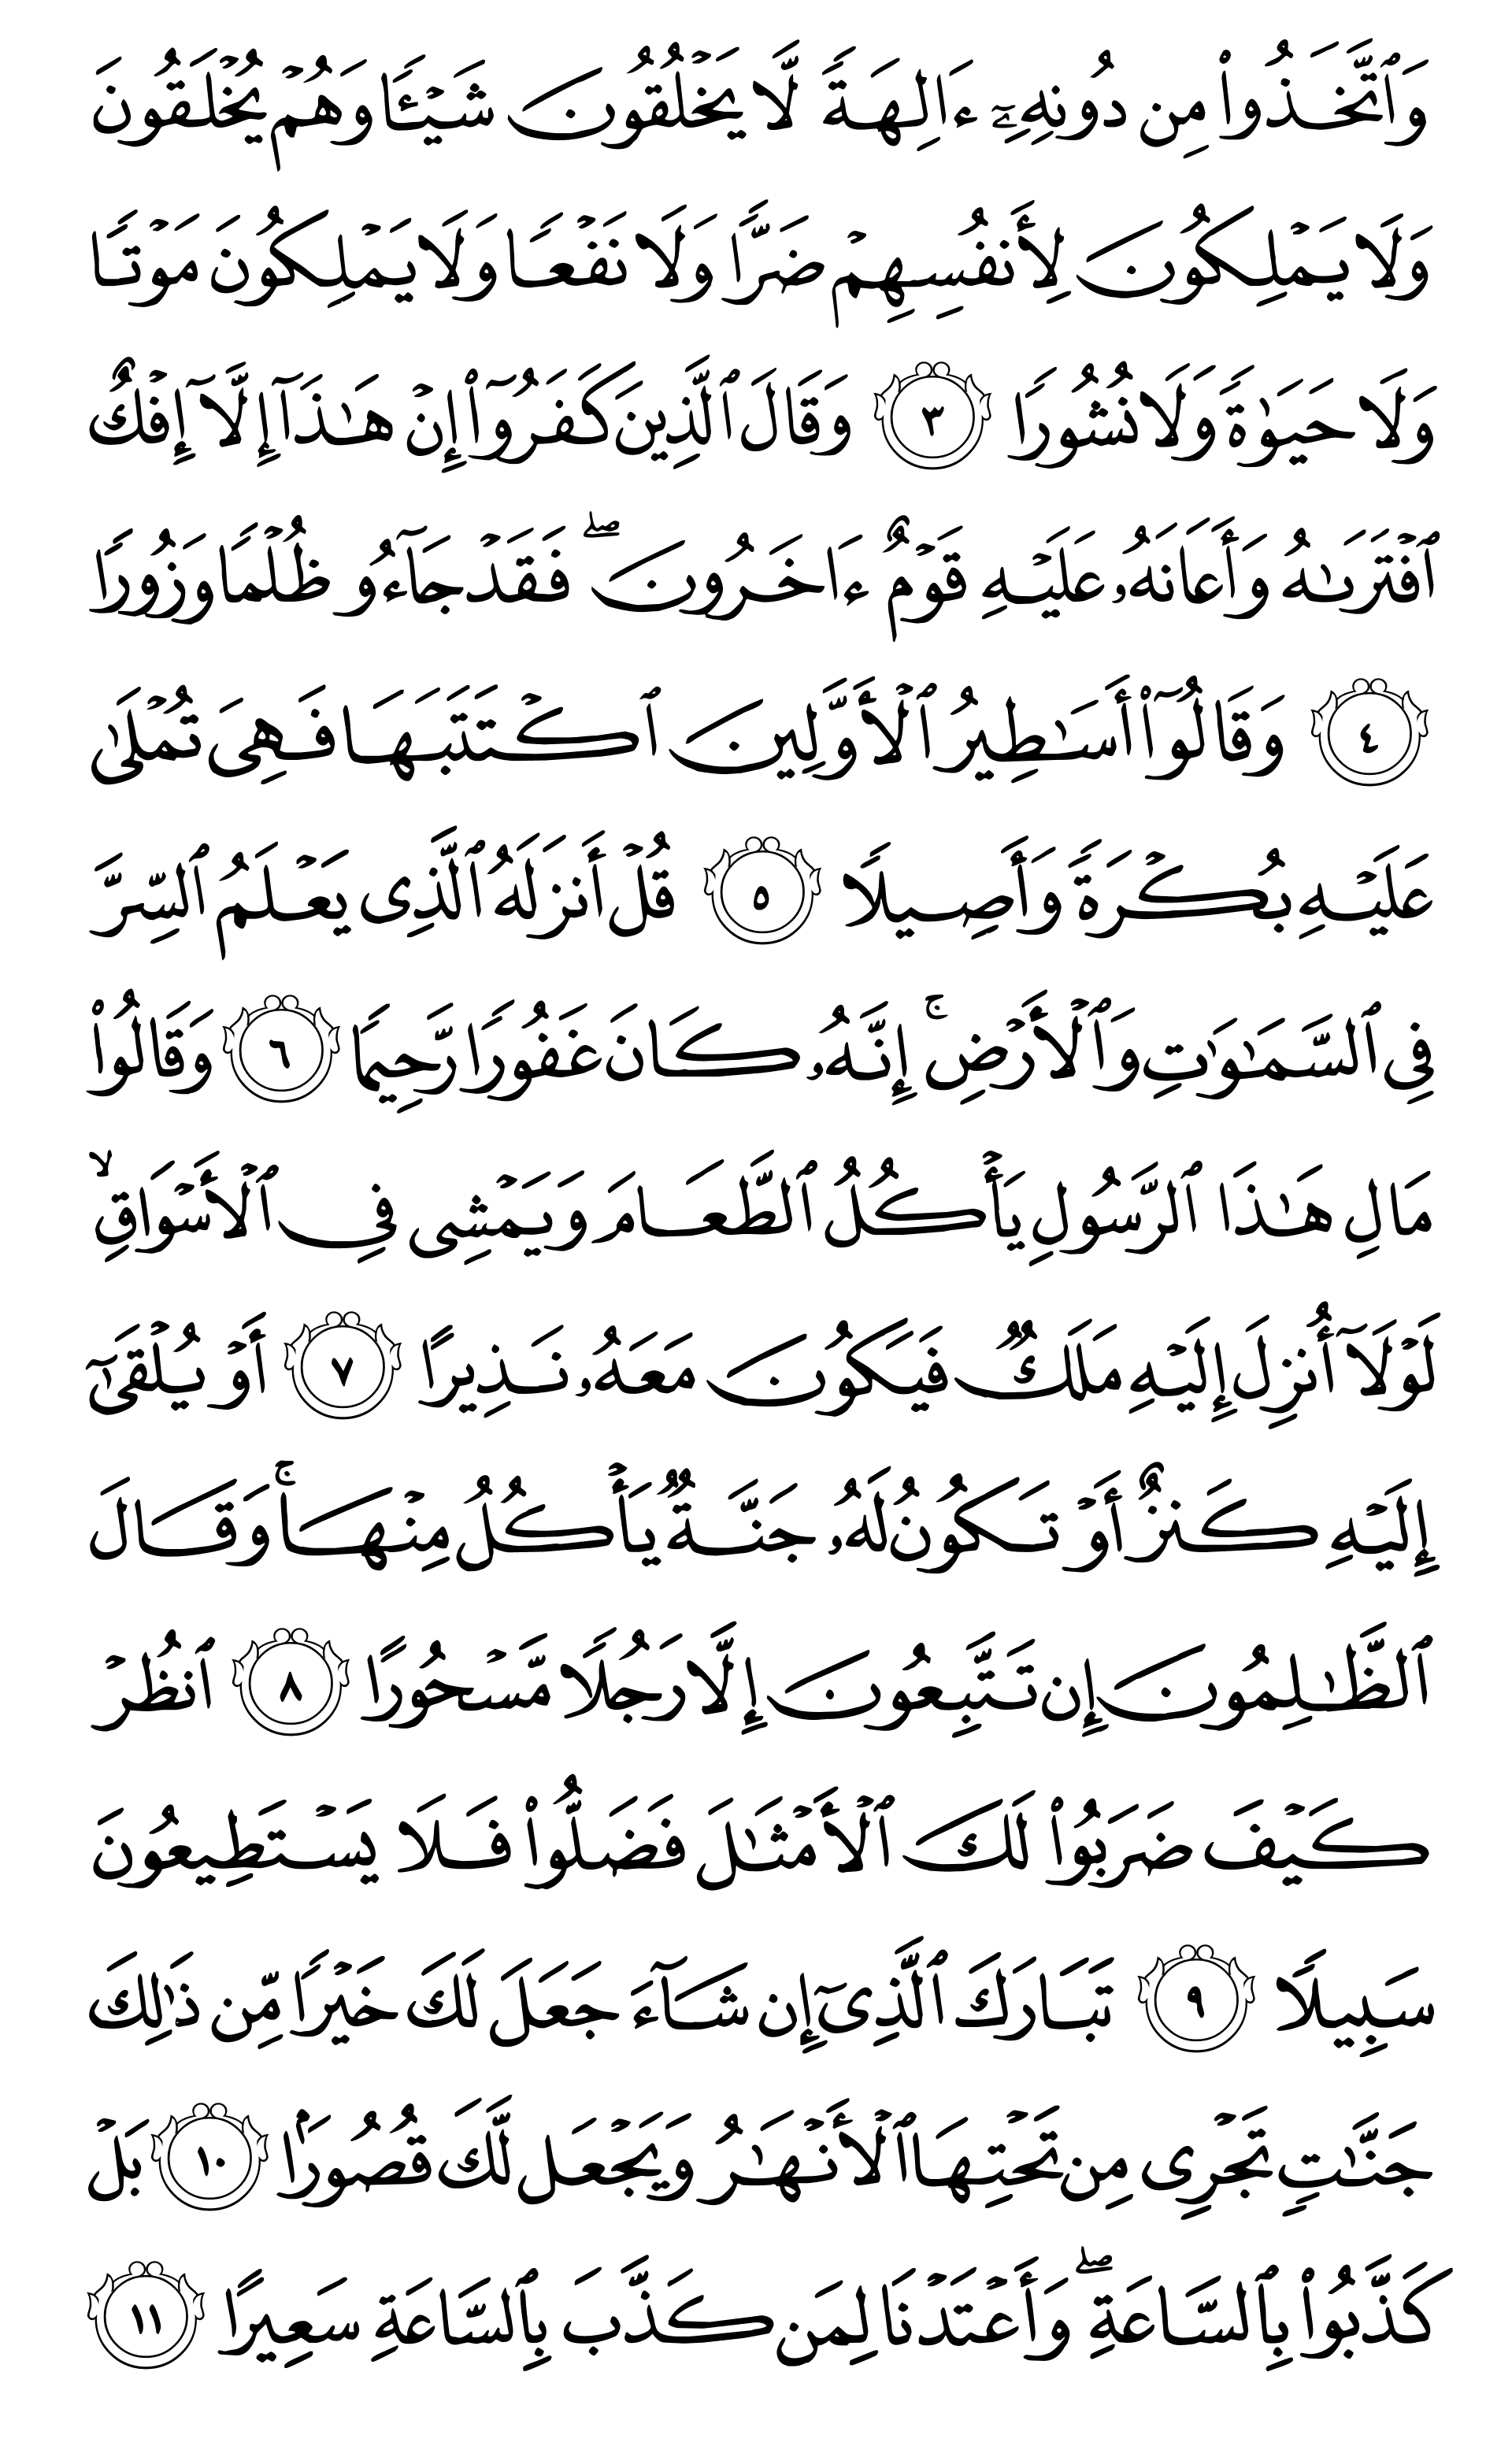 وَٱتَّخَذُوا۟ مِن دُونِهِۦٓ ءَالِهَةً لَّا يَخْلُقُونَ شَيْـًٔا وَهُمْ يُخْلَقُونَ
وَلَا يَمْلِكُونَ لِأَنفُسِهِمْ ضَرًّا وَلَا نَفْعًا وَلَا يَمْلِكُونَ مَوْتًا
وَلَا حَيَوٰةً وَلَا نُشُورًا ٣ وَقَالَ ٱلَّذِينَ كَفَرُوٓا۟ إِنْ هَـٰذَآ إِلَّآ إِفْكٌ
ٱفْتَرَىٰهُ وَأَعَانَهُۥ عَلَيْهِ قَوْمٌ ءَاخَرُونَ ۖ فَقَدْ جَآءُو ظُلْمًا وَزُورًا
٤ وَقَالُوٓا۟ أَسَـٰطِيرُ ٱلْأَوَّلِينَ ٱكْتَتَبَهَا فَهِىَ تُمْلَىٰ
عَلَيْهِ بُكْرَةً وَأَصِيلًا ٥ قُلْ أَنزَلَهُ ٱلَّذِى يَعْلَمُ ٱلسِّرَّ
فِى ٱلسَّمَـٰوَٰتِ وَٱلْأَرْضِ ۚ إِنَّهُۥ كَانَ غَفُورًا رَّحِيمًا ٦ وَقَالُوا۟
مَالِ هَـٰذَا ٱلرَّسُولِ يَأْكُلُ ٱلطَّعَامَ وَيَمْشِى فِى ٱلْأَسْوَاقِ ۙ
لَوْلَآ أُنزِلَ إِلَيْهِ مَلَكٌ فَيَكُونَ مَعَهُۥ نَذِيرًا ٧ أَوْ يُلْقَىٰٓ
إِلَيْهِ كَنزٌ أَوْ تَكُونُ لَهُۥ جَنَّةٌ يَأْكُلُ مِنْهَا ۚ وَقَالَ
ٱلظَّـٰلِمُونَ إِن تَتَّبِعُونَ إِلَّا رَجُلًا مَّسْحُورًا ٨ ٱنظُرْ
كَيْفَ ضَرَبُوا۟ لَكَ ٱلْأَمْثَـٰلَ فَضَلُّوا۟ فَلَا يَسْتَطِيعُونَ
سَبِيلًا ٩ تَبَارَكَ ٱلَّذِىٓ إِن شَآءَ جَعَلَ لَكَ خَيْرًا مِّن ذَٰلِكَ
جَنَّـٰتٍ تَجْرِى مِن تَحْتِهَا ٱلْأَنْهَـٰرُ وَيَجْعَل لَّكَ قُصُورًۢا ١٠ بَلْ
كَذَّبُوا۟ بِٱلسَّاعَةِ ۖ وَأَعْتَدْنَا لِمَن كَذَّبَ بِٱلسَّاعَةِ سَعِيرًا ١١